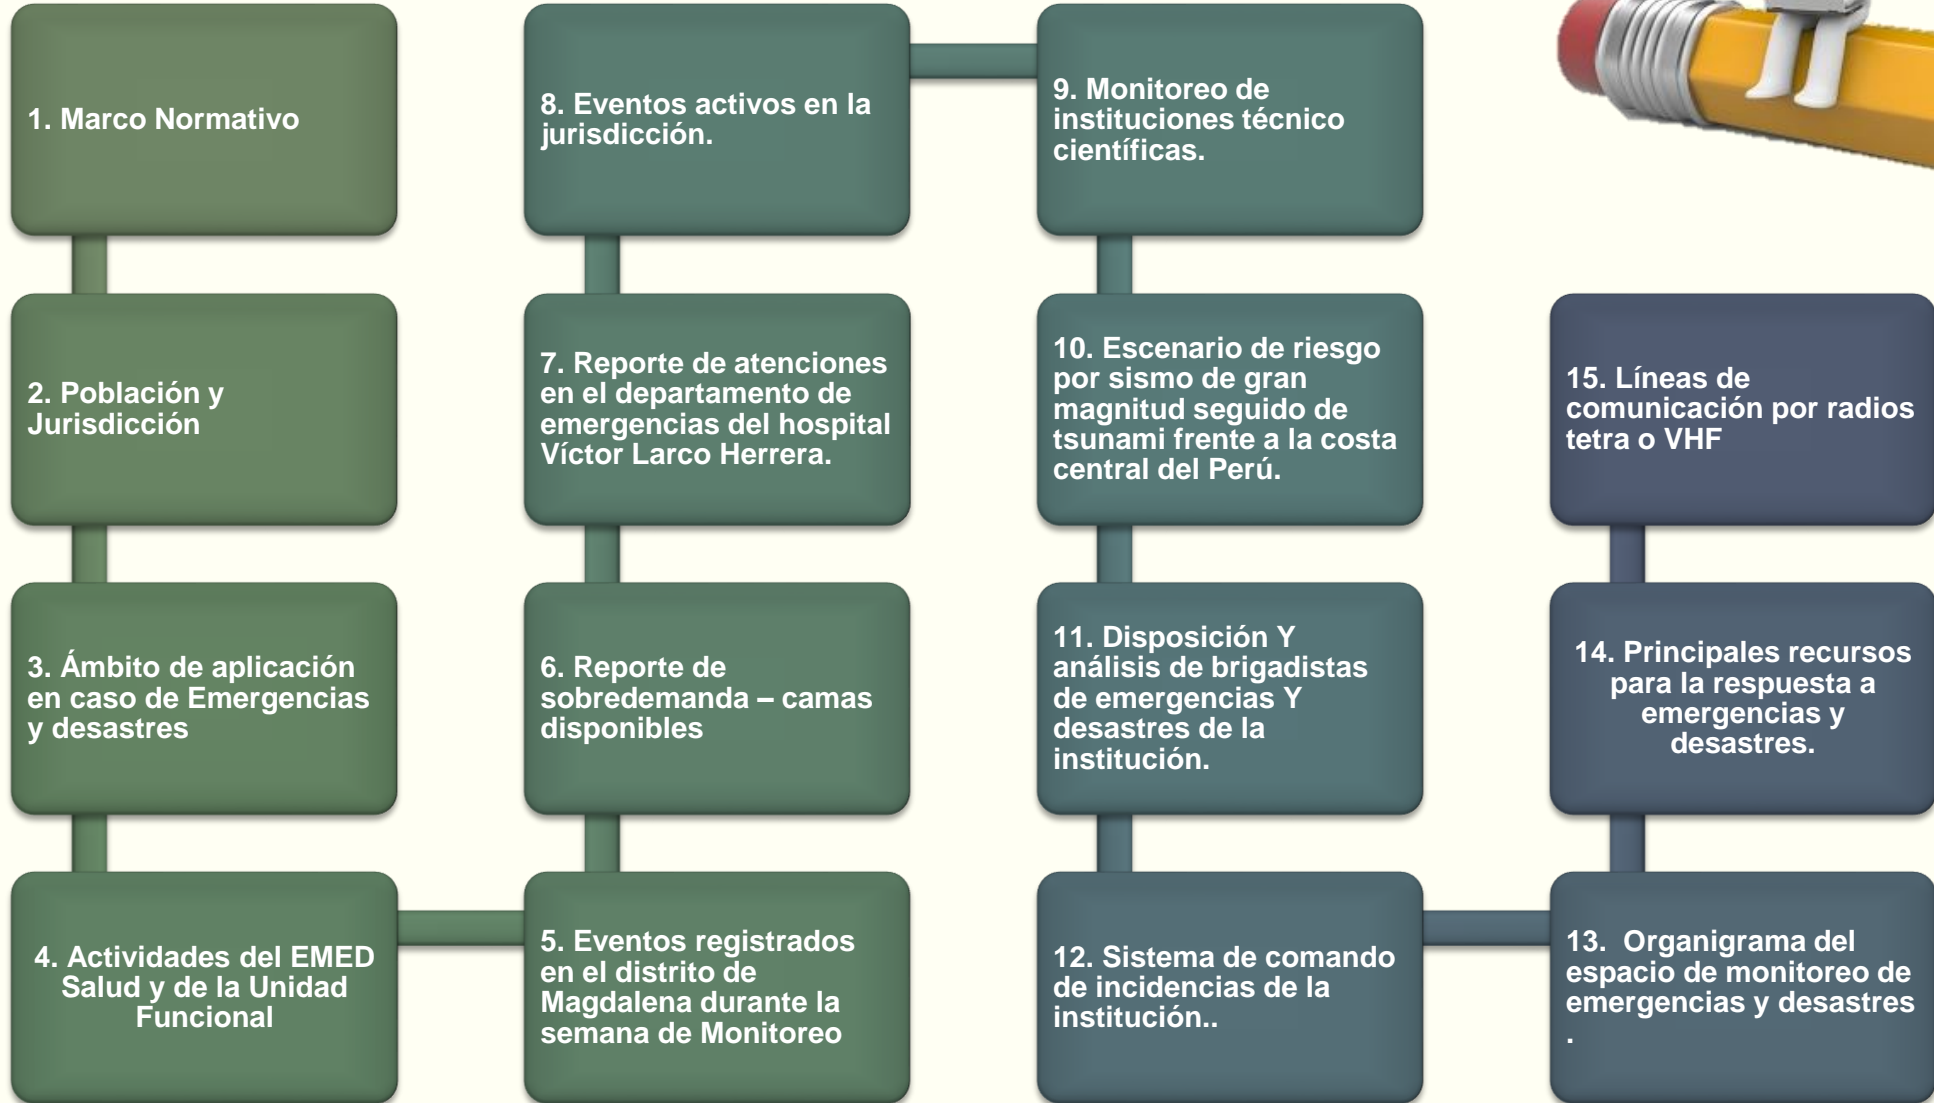 1. Marco Normativo
2. Población y
Jurisdicción
3. Ámbito de aplicación
en caso de Emergencias
y desastres
4. Actividades del EMED
Salud y de la Unidad
Funcional
5. Eventos registrados
en el distrito de
Magdalena durante la
semana de Monitoreo
6. Reporte de
sobredemanda – camas
disponibles
7. Reporte de atenciones
en el departamento de
emergencias del hospital
Víctor Larco Herrera.
8. Eventos activos en la
jurisdicción.
9. Monitoreo de
instituciones técnico
científicas.
10. Escenario de riesgo
por sismo de gran
magnitud seguido de
tsunami frente a la costa
central del Perú.
11. Disposición Y
análisis de brigadistas
de emergencias Y
desastres de la
institución.
12. Sistema de comando
de incidencias de la
institución..
13.  Organigrama del
espacio de monitoreo de
emergencias y desastres
.
14. Principales recursos
para la respuesta a
emergencias y
desastres.
15. Líneas de
comunicación por radios
tetra o VHF